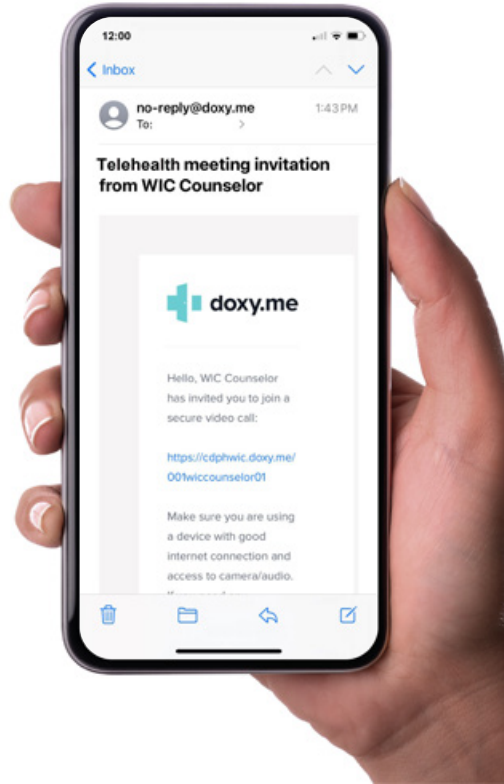 12:00
Inbox
no-reply@doxy.me
1:43 PM
To:
Telehealth meeting invitation
from WIC Counselor
doxy.me
Hello, WIC Counselor
has invited you to join a
secure video call:
https://cdphwic.doxy.me/
001wiccounselor01
Make sure you are using
a device with good
internet connection and
access to camera/audio.